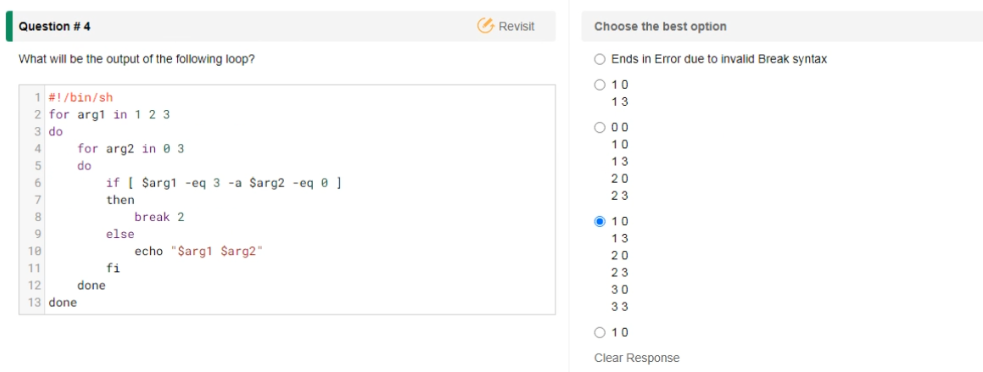 Question # 4
Revisit
What will be the output of the following loop?
1 #!/bin/sh
2 for arg1 in 1 2 3
3 do
4     for arg2 in 0 3
5     do
6         if [ $arg1 -eq 3 -a $arg2 -eq 0 ]
7         then
8             break 2
9         else
10             echo "$arg1 $arg2"
11         fi
12     done
13 done
Choose the best option
Ends in Error due to invalid Break syntax
1 0
1 3
0 0
1 0
1 3
2 0
2 3
1 0
1 3
2 0
2 3
3 0
3 3
1 0
Clear Response